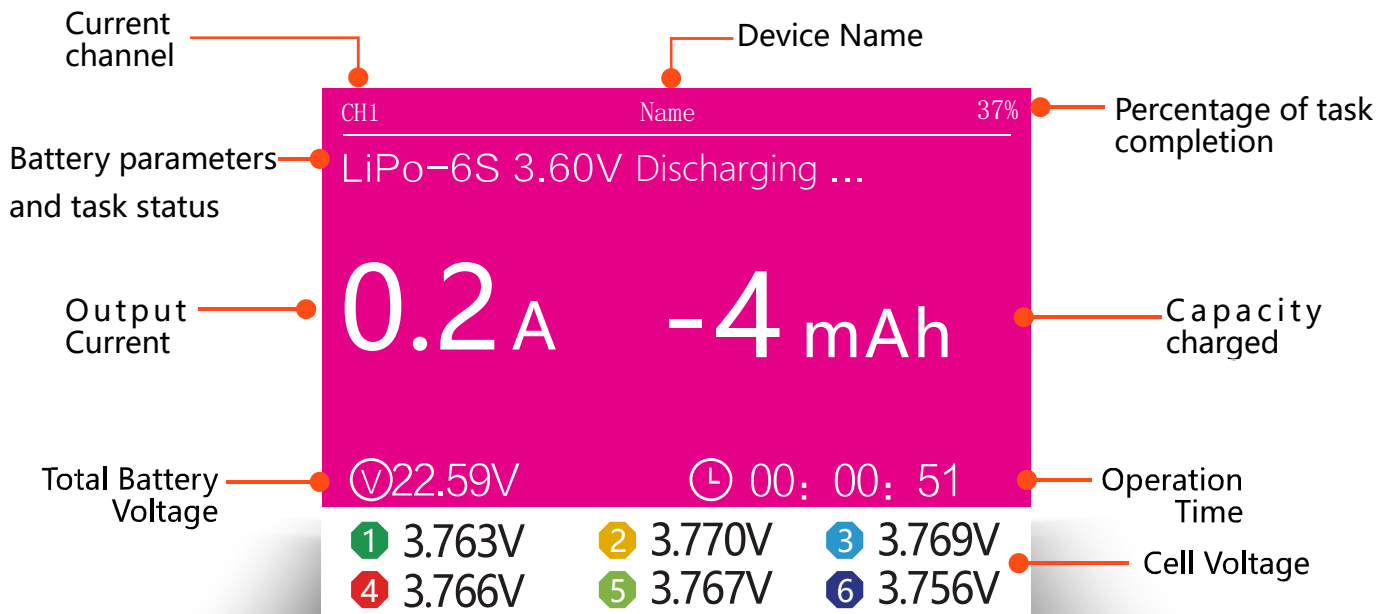 Current
channel
Device Name
CH1 Name 37%
Percentage of task
completion
Battery parameters
and task status
LiPo-6S 3.60V Discharging ...
Output
Current
0.2 A -4 mAh
Capacity
charged
Total Battery
Voltage
V 22.59V 00: 00: 51
Operation
Time
1 3.763V 2 3.770V 3 3.769V
4 3.766V 5 3.767V 6 3.756V
Cell Voltage